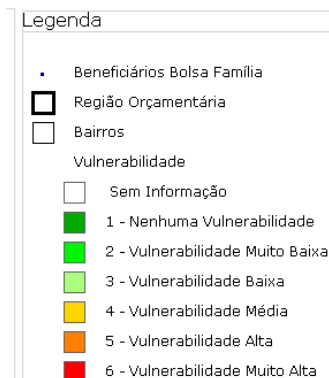 Legenda
Beneficiários Bolsa Família
Região Orçamentária
Bairros
Vulnerabilidade
Sem Informação
1 - Nenhuma Vulnerabilidade
2 - Vulnerabilidade Muito Baixa
3 - Vulnerabilidade Baixa
4 - Vulnerabilidade Média
5 - Vulnerabilidade Alta
6 - Vulnerabilidade Muito Alta